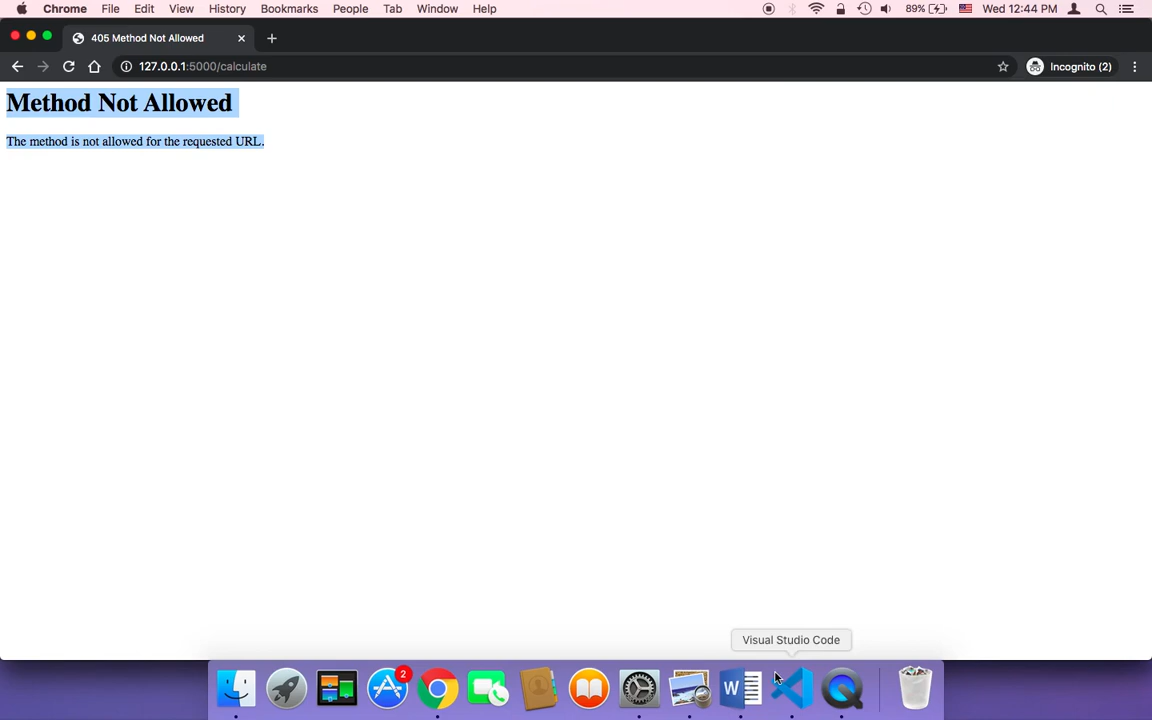 Chrome File Edit View History Bookmarks People Tab Window Help 89% Wed 12:44 PM
405 Method Not Allowed
127.0.0.1:5000/calculate Incognito (2)
Method Not Allowed
The method is not allowed for the requested URL.
Visual Studio Code
2
W